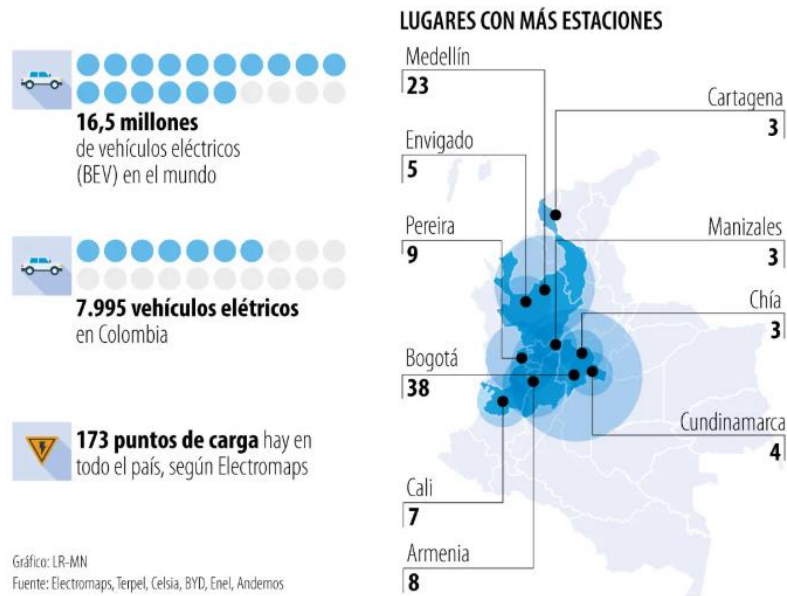 16,5 millones
de vehículos eléctricos
(BEV) en el mundo
7.995 vehículos elétricos
en Colombia
173 puntos de carga hay en
todo el país, según Electromaps
Gráfico: LR-MN
Fuente: Electromaps, Terpel, Celsia, BYD, Enel, Andemos
LUGARES CON MÁS ESTACIONES
Medellín
23
Cartagena
3
Envigado
5
Pereira
9
Manizales
3
Chía
3
Bogotá
38
Cundinamarca
4
Cali
7
Armenia
8